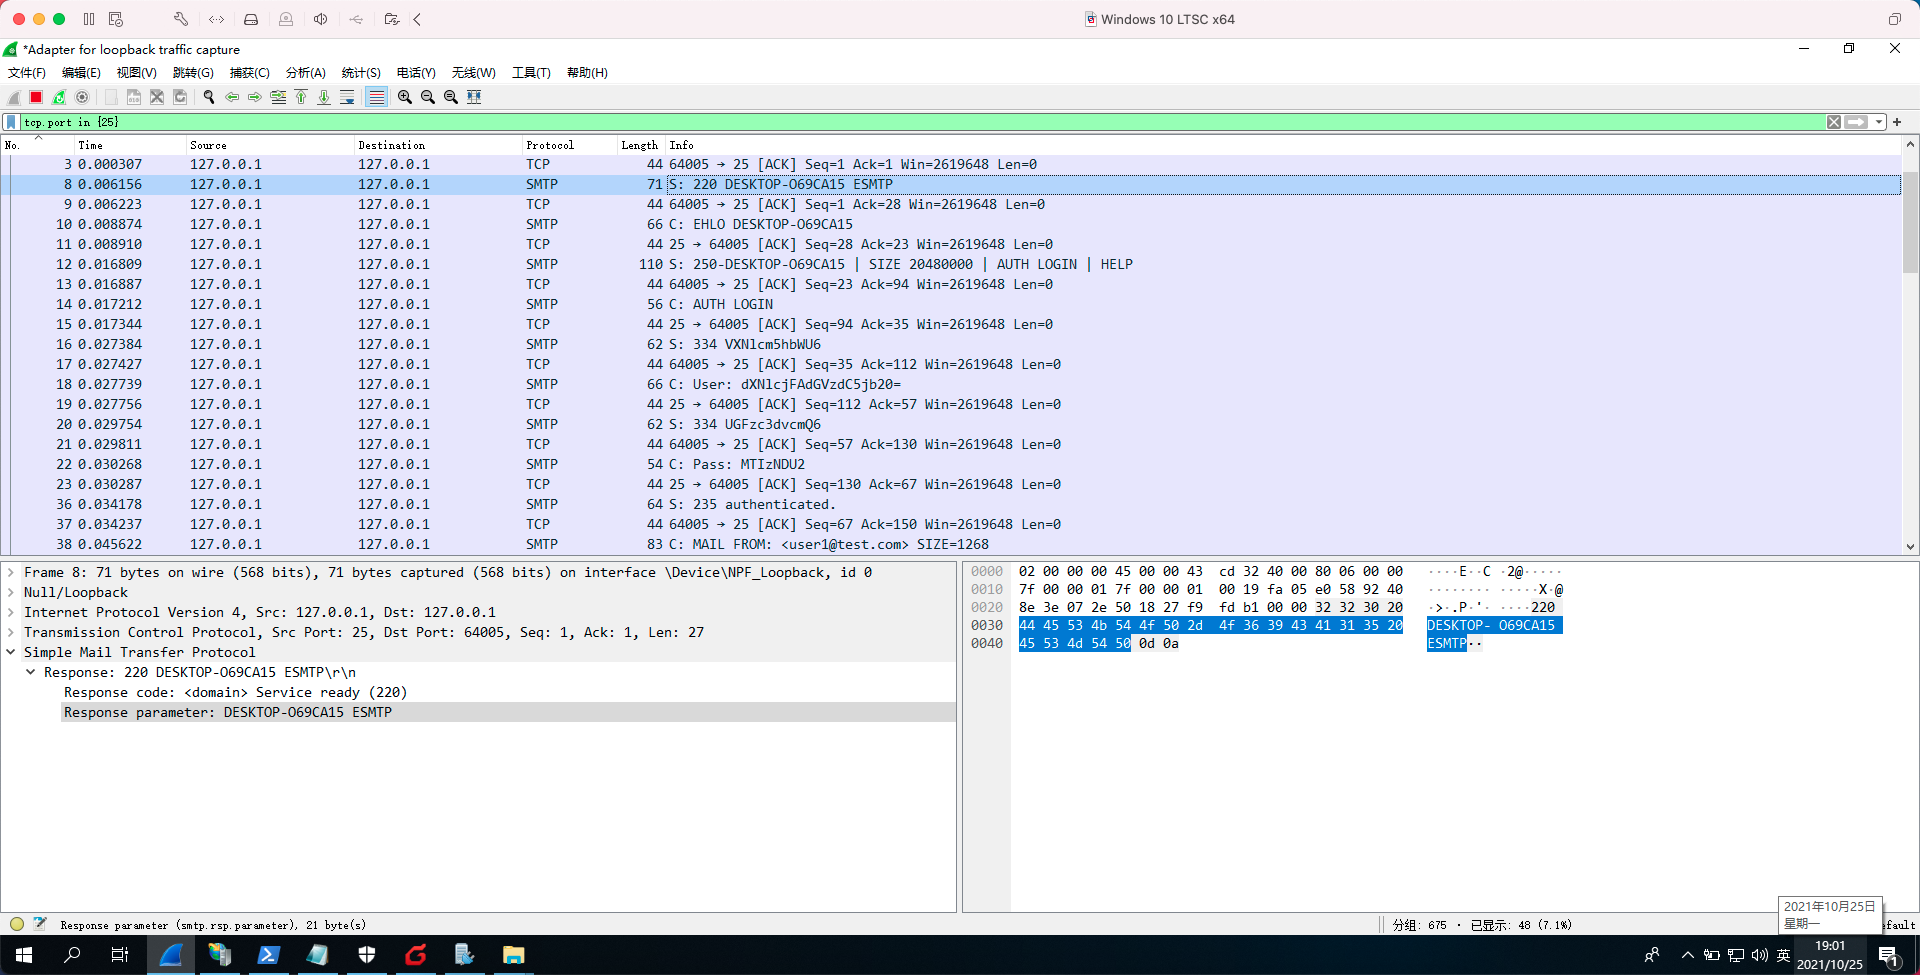 Windows 10 LTSC x64
*Adapter for loopback traffic capture
文件(F) 编辑(E) 视图(V) 跳转(G) 捕获(C) 分析(A) 统计(S) 电话(Y) 无线(W) 工具(T) 帮助(H)
tcp.port in {25}
No. Time Source Destination Protocol Length Info
3 0.000307 127.0.0.1 127.0.0.1 TCP 44 64005 → 25 [ACK] Seq=1 Ack=1 Win=2619648 Len=0
8 0.006156 127.0.0.1 127.0.0.1 SMTP 71 S: 220 DESKTOP-O69CA15 ESMTP
9 0.006223 127.0.0.1 127.0.0.1 TCP 44 64005 → 25 [ACK] Seq=1 Ack=28 Win=2619648 Len=0
10 0.008874 127.0.0.1 127.0.0.1 SMTP 66 C: EHLO DESKTOP-O69CA15
11 0.008910 127.0.0.1 127.0.0.1 TCP 44 25 → 64005 [ACK] Seq=28 Ack=23 Win=2619648 Len=0
12 0.016809 127.0.0.1 127.0.0.1 SMTP 110 S: 250-DESKTOP-O69CA15 | SIZE 20480000 | AUTH LOGIN | HELP
13 0.016887 127.0.0.1 127.0.0.1 TCP 44 64005 → 25 [ACK] Seq=23 Ack=94 Win=2619648 Len=0
14 0.017212 127.0.0.1 127.0.0.1 SMTP 56 C: AUTH LOGIN
15 0.017344 127.0.0.1 127.0.0.1 TCP 44 25 → 64005 [ACK] Seq=94 Ack=35 Win=2619648 Len=0
16 0.027384 127.0.0.1 127.0.0.1 SMTP 62 S: 334 VXNlcm5hbWU6
17 0.027427 127.0.0.1 127.0.0.1 TCP 44 64005 → 25 [ACK] Seq=35 Ack=112 Win=2619648 Len=0
18 0.027739 127.0.0.1 127.0.0.1 SMTP 66 C: User: dXNlcjFAdGVzdC5jb20=
19 0.027756 127.0.0.1 127.0.0.1 TCP 44 25 → 64005 [ACK] Seq=112 Ack=57 Win=2619648 Len=0
20 0.029754 127.0.0.1 127.0.0.1 SMTP 62 S: 334 UGFzc3dvcmQ6
21 0.029811 127.0.0.1 127.0.0.1 TCP 44 64005 → 25 [ACK] Seq=57 Ack=130 Win=2619648 Len=0
22 0.030268 127.0.0.1 127.0.0.1 SMTP 54 C: Pass: MTIzNDU2
23 0.030287 127.0.0.1 127.0.0.1 TCP 44 25 → 64005 [ACK] Seq=130 Ack=67 Win=2619648 Len=0
36 0.034178 127.0.0.1 127.0.0.1 SMTP 64 S: 235 authenticated.
37 0.034237 127.0.0.1 127.0.0.1 TCP 44 64005 → 25 [ACK] Seq=67 Ack=150 Win=2619648 Len=0
38 0.045622 127.0.0.1 127.0.0.1 SMTP 83 C: MAIL FROM: <user1@test.com> SIZE=1268
Frame 8: 71 bytes on wire (568 bits), 71 bytes captured (568 bits) on interface \Device\NPF_Loopback, id 0
Null/Loopback
Internet Protocol Version 4, Src: 127.0.0.1, Dst: 127.0.0.1
Transmission Control Protocol, Src Port: 25, Dst Port: 64005, Seq: 1, Ack: 1, Len: 27
Simple Mail Transfer Protocol
Response: 220 DESKTOP-O69CA15 ESMTP\r\n
Response code: <domain> Service ready (220)
Response parameter: DESKTOP-O69CA15 ESMTP
0000 02 00 00 00 45 00 00 43 cd 32 40 00 80 06 00 00 ····E··C ·2@·····
0010 7f 00 00 01 7f 00 00 01 00 19 fa 05 e0 58 92 40 ········ ·····X·@
0020 8e 3e 07 2e 50 18 27 f9 fd b1 00 00 32 32 30 20 ·>·.P·'· ····220
0030 44 45 53 4b 54 4f 50 2d 4f 36 39 43 41 31 35 20 DESKTOP- O69CA15
0040 45 53 4d 54 50 0d 0a ESMTP··
Response parameter (smtp.rsp.parameter), 21 byte(s)
分组: 675 · 已显示: 48 (7.1%)
efault
2021年10月25日
星期一
英
19:01
2021/10/25
1